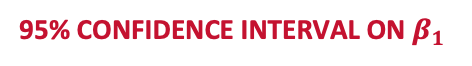 95% CONFIDENCE INTERVAL ON β₁